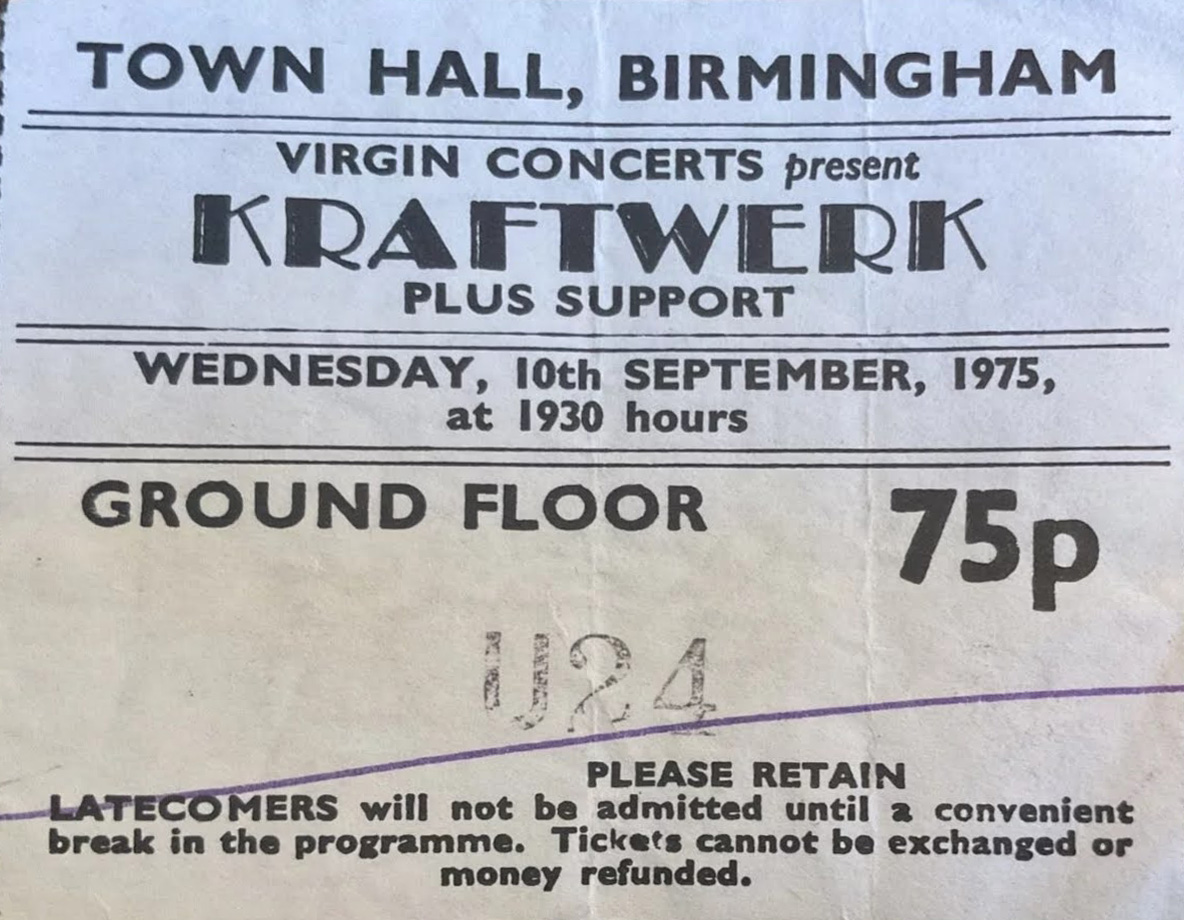 TOWN HALL, BIRMINGHAM
VIRGIN CONCERTS present
KRAFTWERK
PLUS SUPPORT
WEDNESDAY, 10th SEPTEMBER, 1975,
at 1930 hours
GROUND FLOOR 75p
U24
PLEASE RETAIN
LATECOMERS will not be admitted until a convenient
break in the programme. Tickets cannot be exchanged or
money refunded.